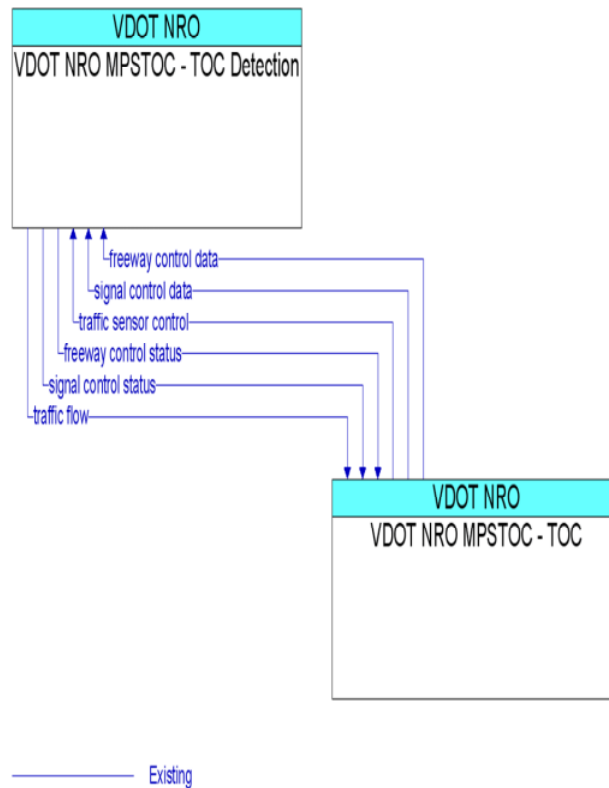 VDOT NRO
VDOT NRO MPSTOC - TOC Detection
freeway control data
signal control data
traffic sensor control
freeway control status
signal control status
traffic flow
VDOT NRO
VDOT NRO MPSTOC - TOC
Existing